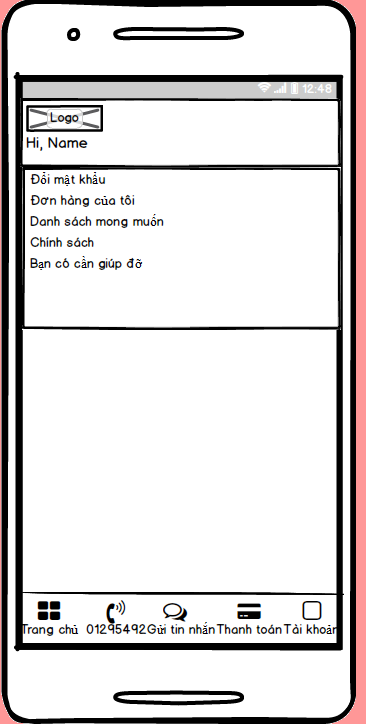 12:48
Logo
Hi, Name
Đổi mật khẩu
Đơn hàng của tôi
Danh sách mong muốn
Chính sách
Bạn có cần giúp đỡ
Trang chủ 01295492 Gửi tin nhắn Thanh toán Tài khoản